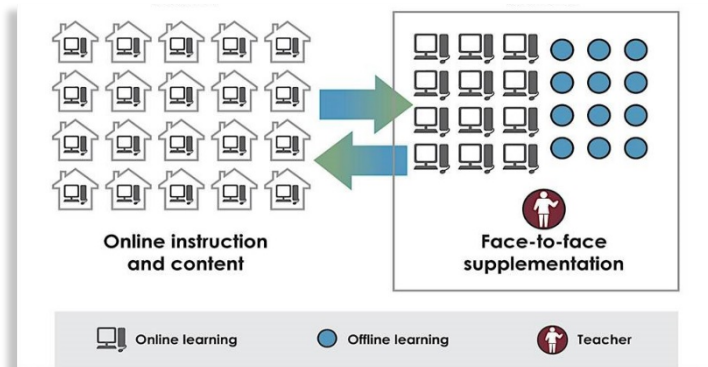 Online instruction
and content
Face-to-face
supplementation
Online learning
Offline learning
Teacher